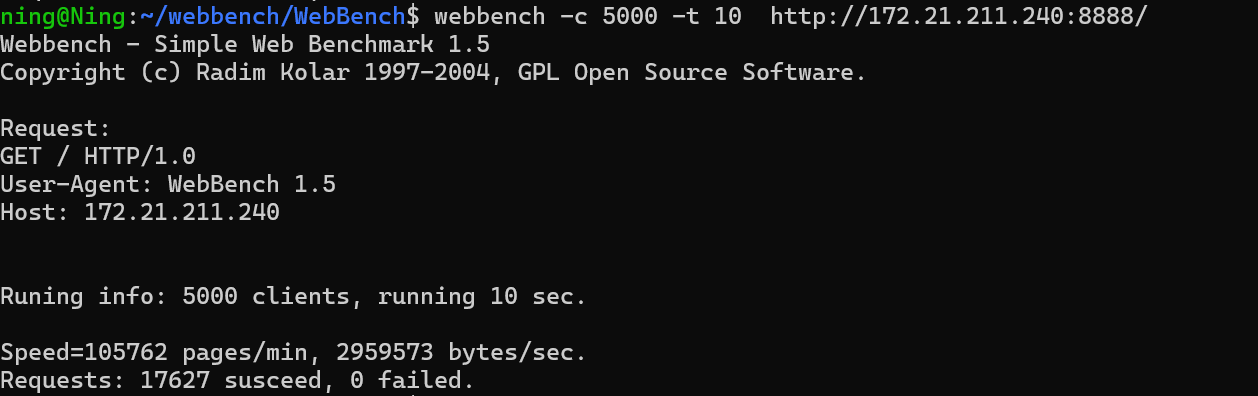 ning@Ning:~/webbench/WebBench$ webbench -c 5000 -t 10  http://172.21.211.240:8888/
Webbench - Simple Web Benchmark 1.5
Copyright (c) Radim Kolar 1997-2004, GPL Open Source Software.
Request:
GET / HTTP/1.0
User-Agent: WebBench 1.5
Host: 172.21.211.240
Runing info: 5000 clients, running 10 sec.
Speed=105762 pages/min, 2959573 bytes/sec.
Requests: 17627 susceed, 0 failed.